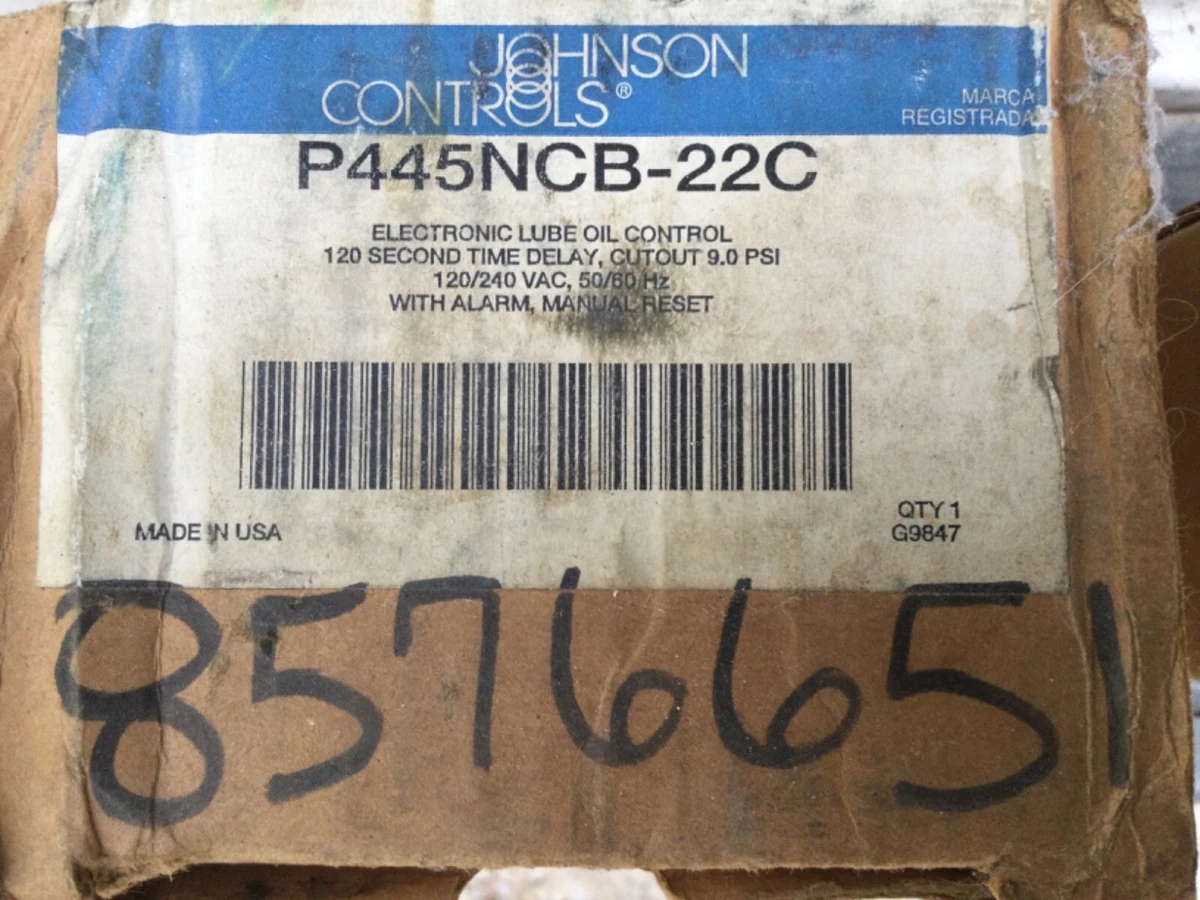 JOHNSON
CONTROLS®
MARCA
REGISTRADA
P445NCB-22C
ELECTRONIC LUBE OIL CONTROL
120 SECOND TIME DELAY, CUTOUT 9.0 PSI
120/240 VAC, 50/60 Hz
WITH ALARM, MANUAL RESET
MADE IN USA
QTY 1
G9847
8576651